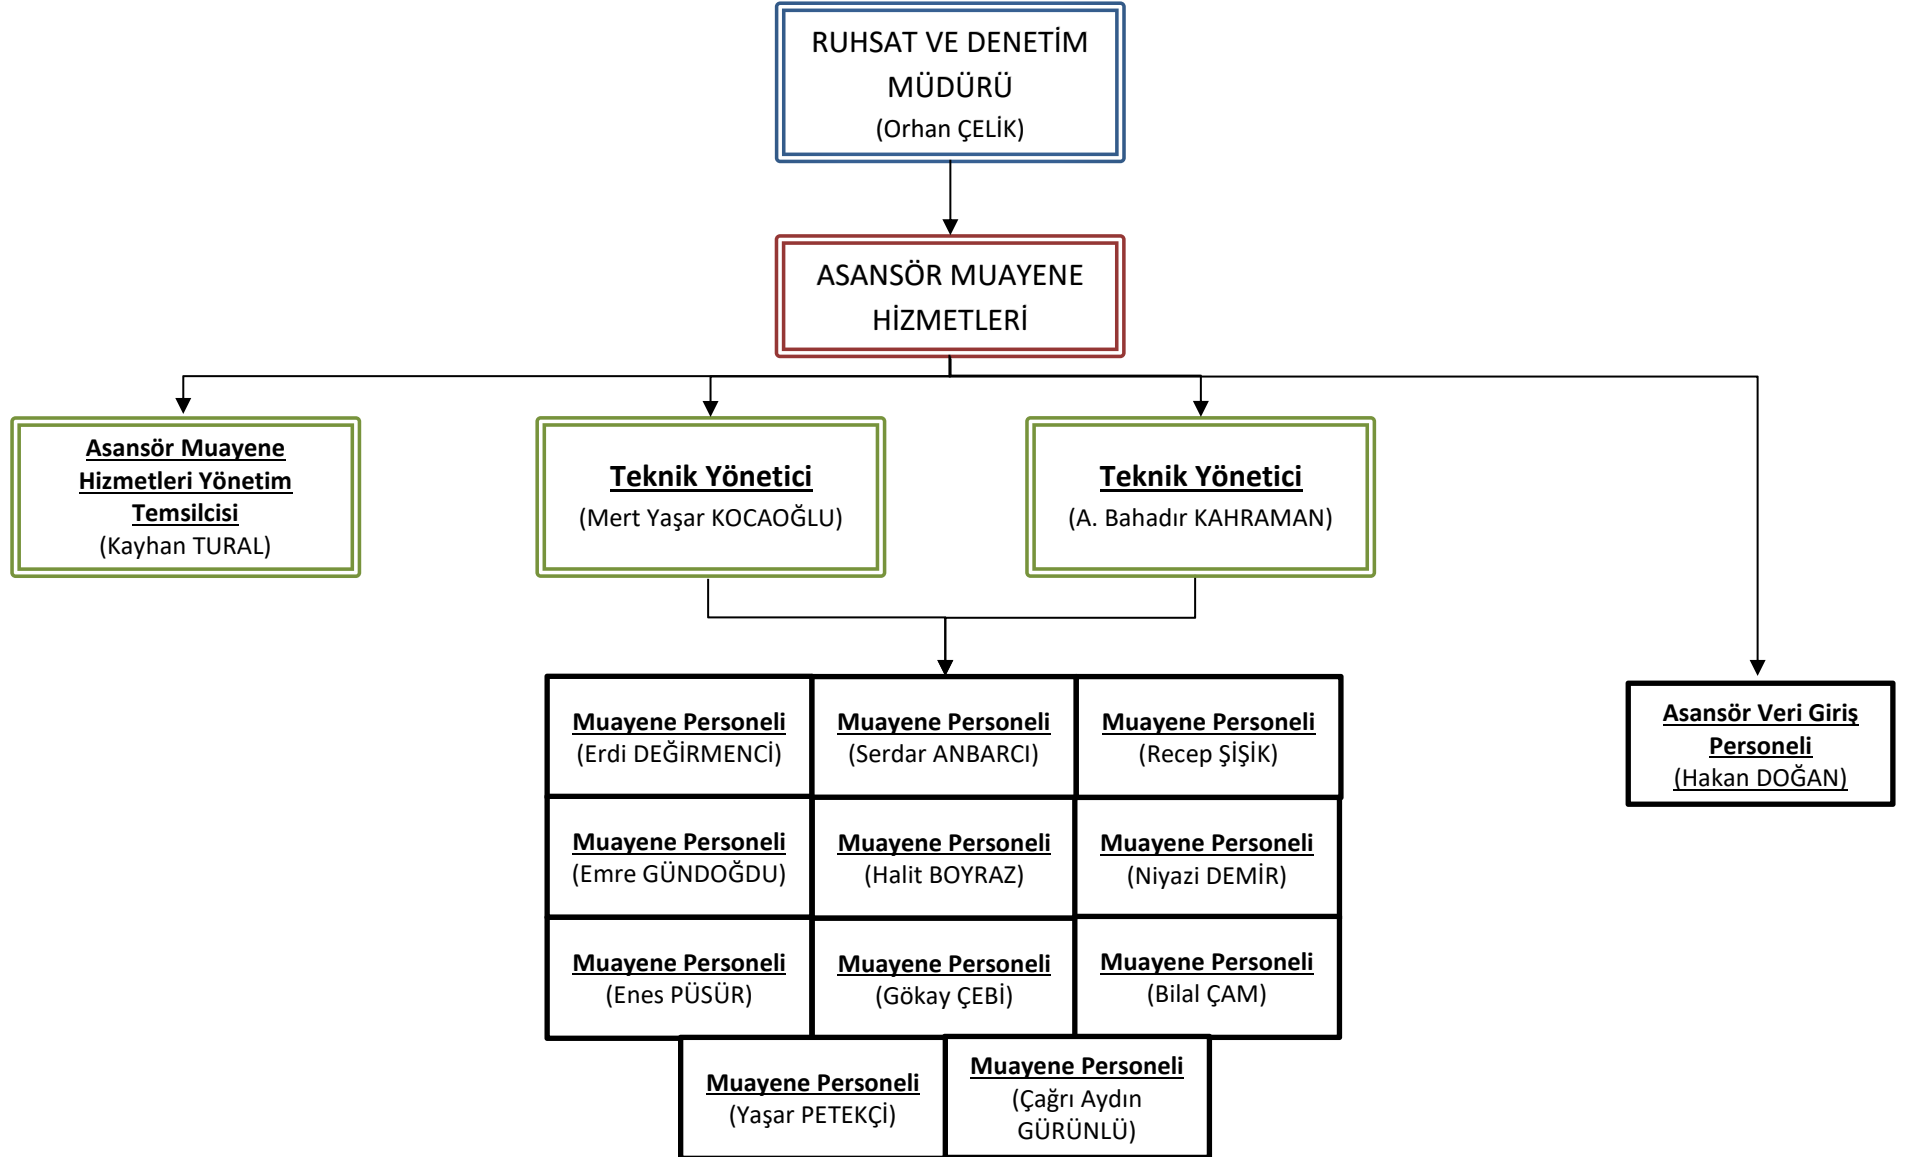 RUHSAT VE DENETİM
MÜDÜRÜ
(Orhan ÇELİK)
ASANSÖR MUAYENE
HİZMETLERİ
Asansör Muayene
Hizmetleri Yönetim
Temsilcisi
(Kayhan TURAL)
Teknik Yönetici
(Mert Yaşar KOCAOĞLU)
Teknik Yönetici
(A. Bahadır KAHRAMAN)
Muayene Personeli
(Erdi DEĞİRMENCİ)
Muayene Personeli
(Serdar ANBARCI)
Muayene Personeli
(Recep ŞİŞİK)
Asansör Veri Giriş
Personeli
(Hakan DOĞAN)
Muayene Personeli
(Emre GÜNDOĞDU)
Muayene Personeli
(Halit BOYRAZ)
Muayene Personeli
(Niyazi DEMİR)
Muayene Personeli
(Enes PÜSÜR)
Muayene Personeli
(Gökay ÇEBİ)
Muayene Personeli
(Bilal ÇAM)
Muayene Personeli
(Yaşar PETEKÇİ)
Muayene Personeli
(Çağrı Aydın
GÜRÜNLÜ)